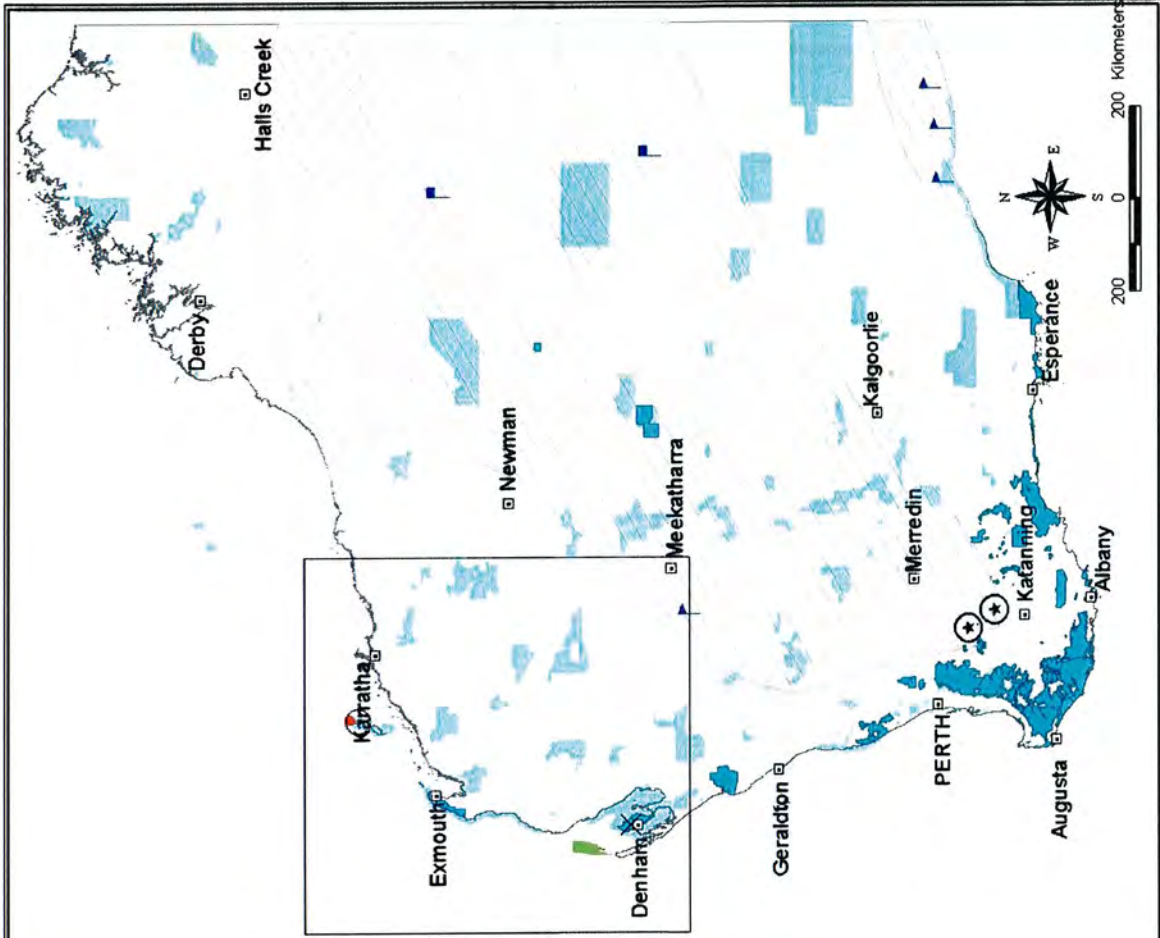 Halls Creek
Derby
Newman
Karratha
Exmouth
Meekatharra
Denham
Kalgoorlie
Merredin
Geraldton
Esperance
Katanning
PERTH
Albany
Augusta
N
W E
S
200 0 200 Kilometers